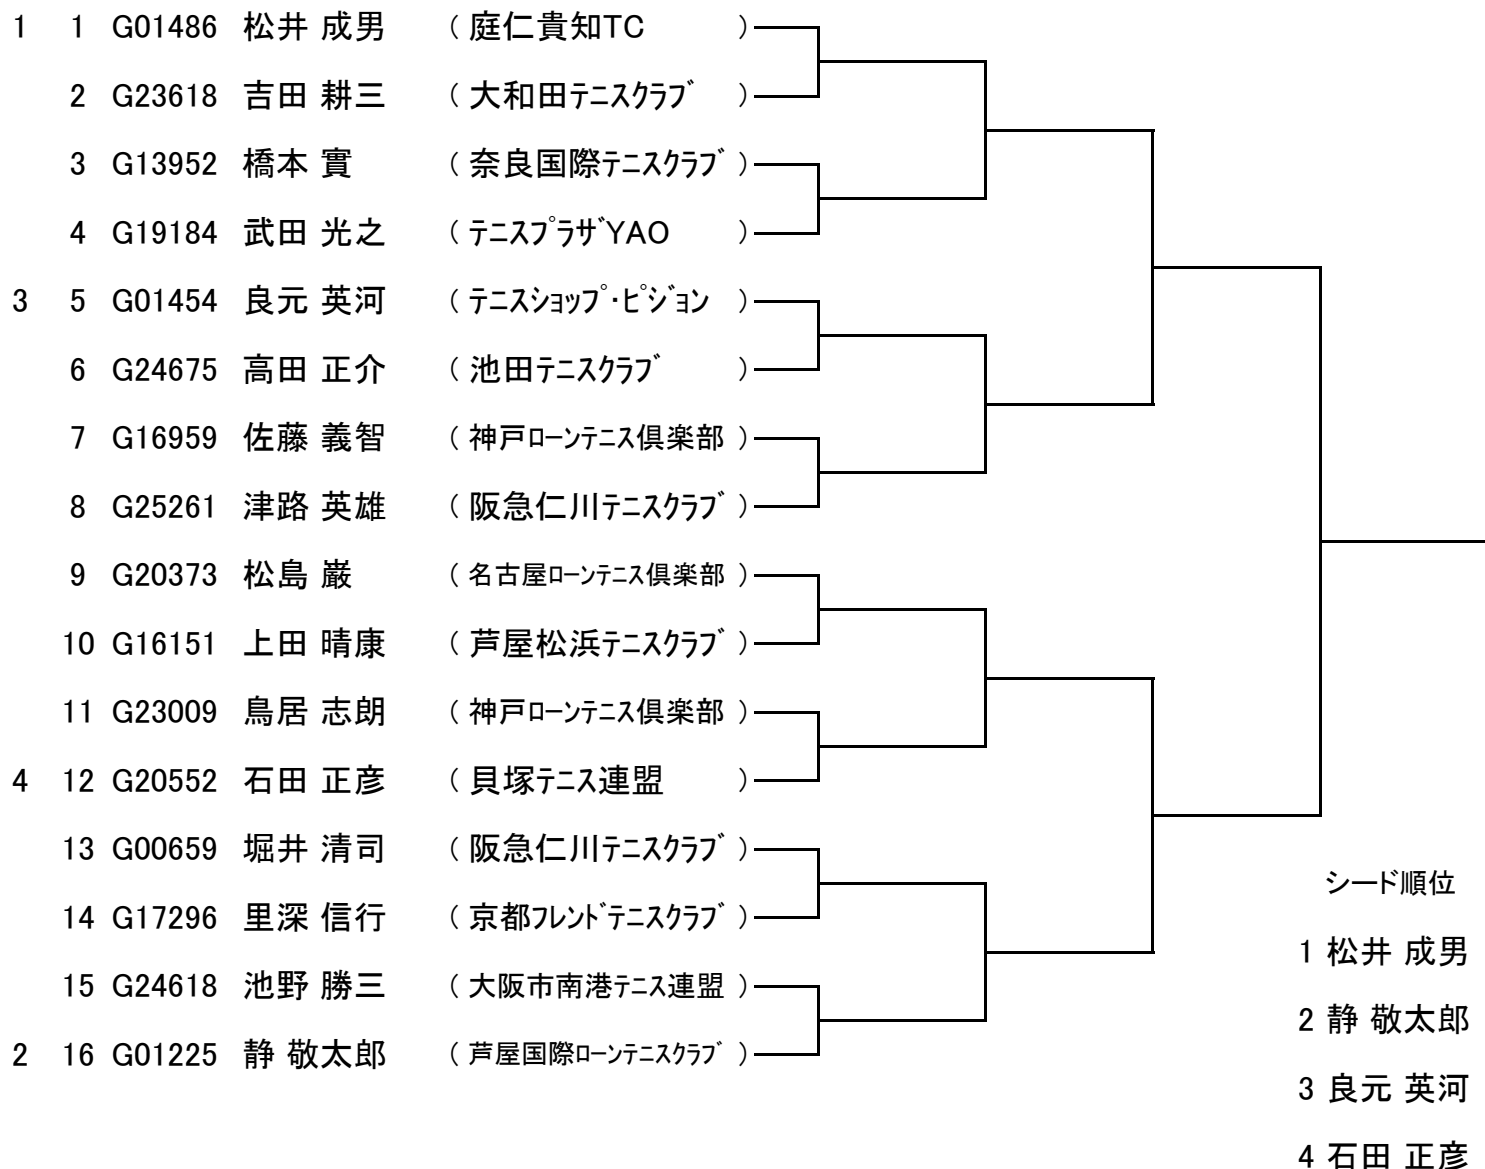 1 1 G01486 松井 成男 ( 庭仁貴知TC )
2 G23618 吉田 耕三 ( 大和田テニスクラブ )
3 G13952 橋本 實 ( 奈良国際テニスクラブ )
4 G19184 武田 光之 ( テニスプラザYAO )
3 5 G01454 良元 英河 ( テニスショップ・ピジョン )
6 G24675 高田 正介 ( 池田テニスクラブ )
7 G16959 佐藤 義智 ( 神戸ローンテニス倶楽部 )
8 G25261 津路 英雄 ( 阪急仁川テニスクラブ )
9 G20373 松島 巌 ( 名古屋ローンテニス倶楽部 )
10 G16151 上田 晴康 ( 芦屋松浜テニスクラブ )
11 G23009 鳥居 志朗 ( 神戸ローンテニス倶楽部 )
4 12 G20552 石田 正彦 ( 貝塚テニス連盟 )
13 G00659 堀井 清司 ( 阪急仁川テニスクラブ )
14 G17296 里深 信行 ( 京都フレンドテニスクラブ )
15 G24618 池野 勝三 ( 大阪市南港テニス連盟 )
2 16 G01225 静 敬太郎 ( 芦屋国際ローンテニスクラブ )
シード順位
1 松井 成男
2 静 敬太郎
3 良元 英河
4 石田 正彦